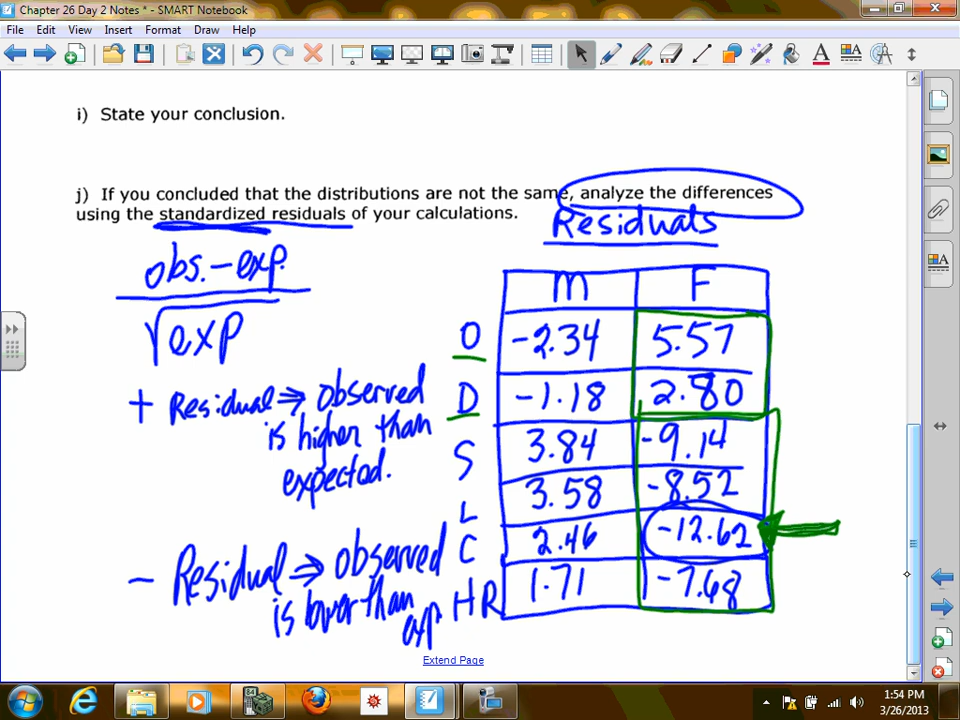 Chapter 26 Day 2 Notes * - SMART Notebook
File Edit View Insert Format Draw Help
i) State your conclusion.
j) If you concluded that the distributions are not the same, analyze the differences
using the standardized residuals of your calculations.
Residuals
obs. - exp.
√exp
+ Residual ⇒ observed
is higher than
expected.
- Residual ⇒ observed
is lower than
exp
M F
O -2.34 5.57
D -1.18 2.80
S 3.84 -9.14
L 3.58 -8.52
C 2.46 -12.62
HR 1.71 -7.68
Extend Page
1:54 PM
3/26/2013